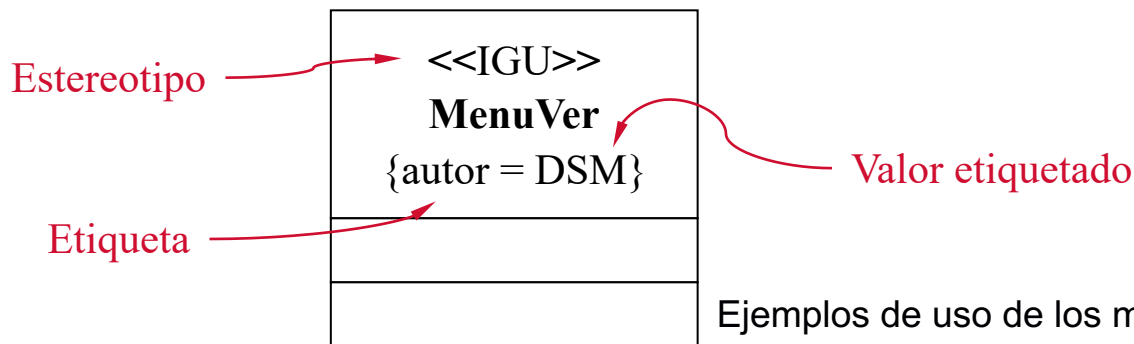 <<IGU>>
Estereotipo
MenuVer
{autor = DSM}
Valor etiquetado
Etiqueta
Ejemplos de uso de los